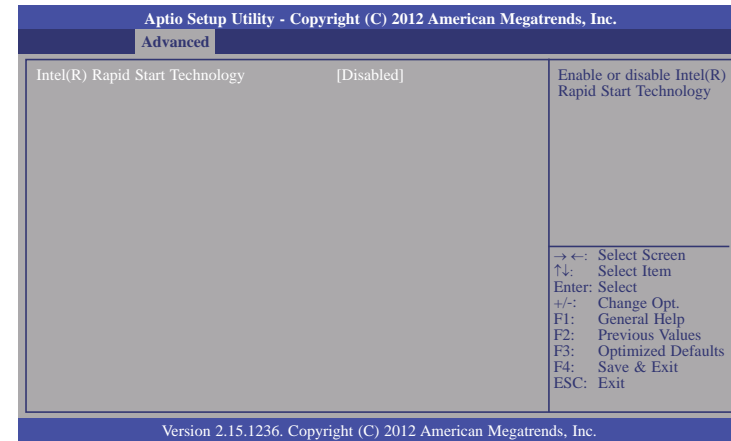 Aptio Setup Utility - Copyright (C) 2012 American Megatrends, Inc.
Advanced
Intel(R) Rapid Start Technology [Disabled]
Enable or disable Intel(R)
Rapid Start Technology
→←: Select Screen
↑↓: Select Item
Enter: Select
+/-: Change Opt.
F1: General Help
F2: Previous Values
F3: Optimized Defaults
F4: Save & Exit
ESC: Exit
Version 2.15.1236. Copyright (C) 2012 American Megatrends, Inc.